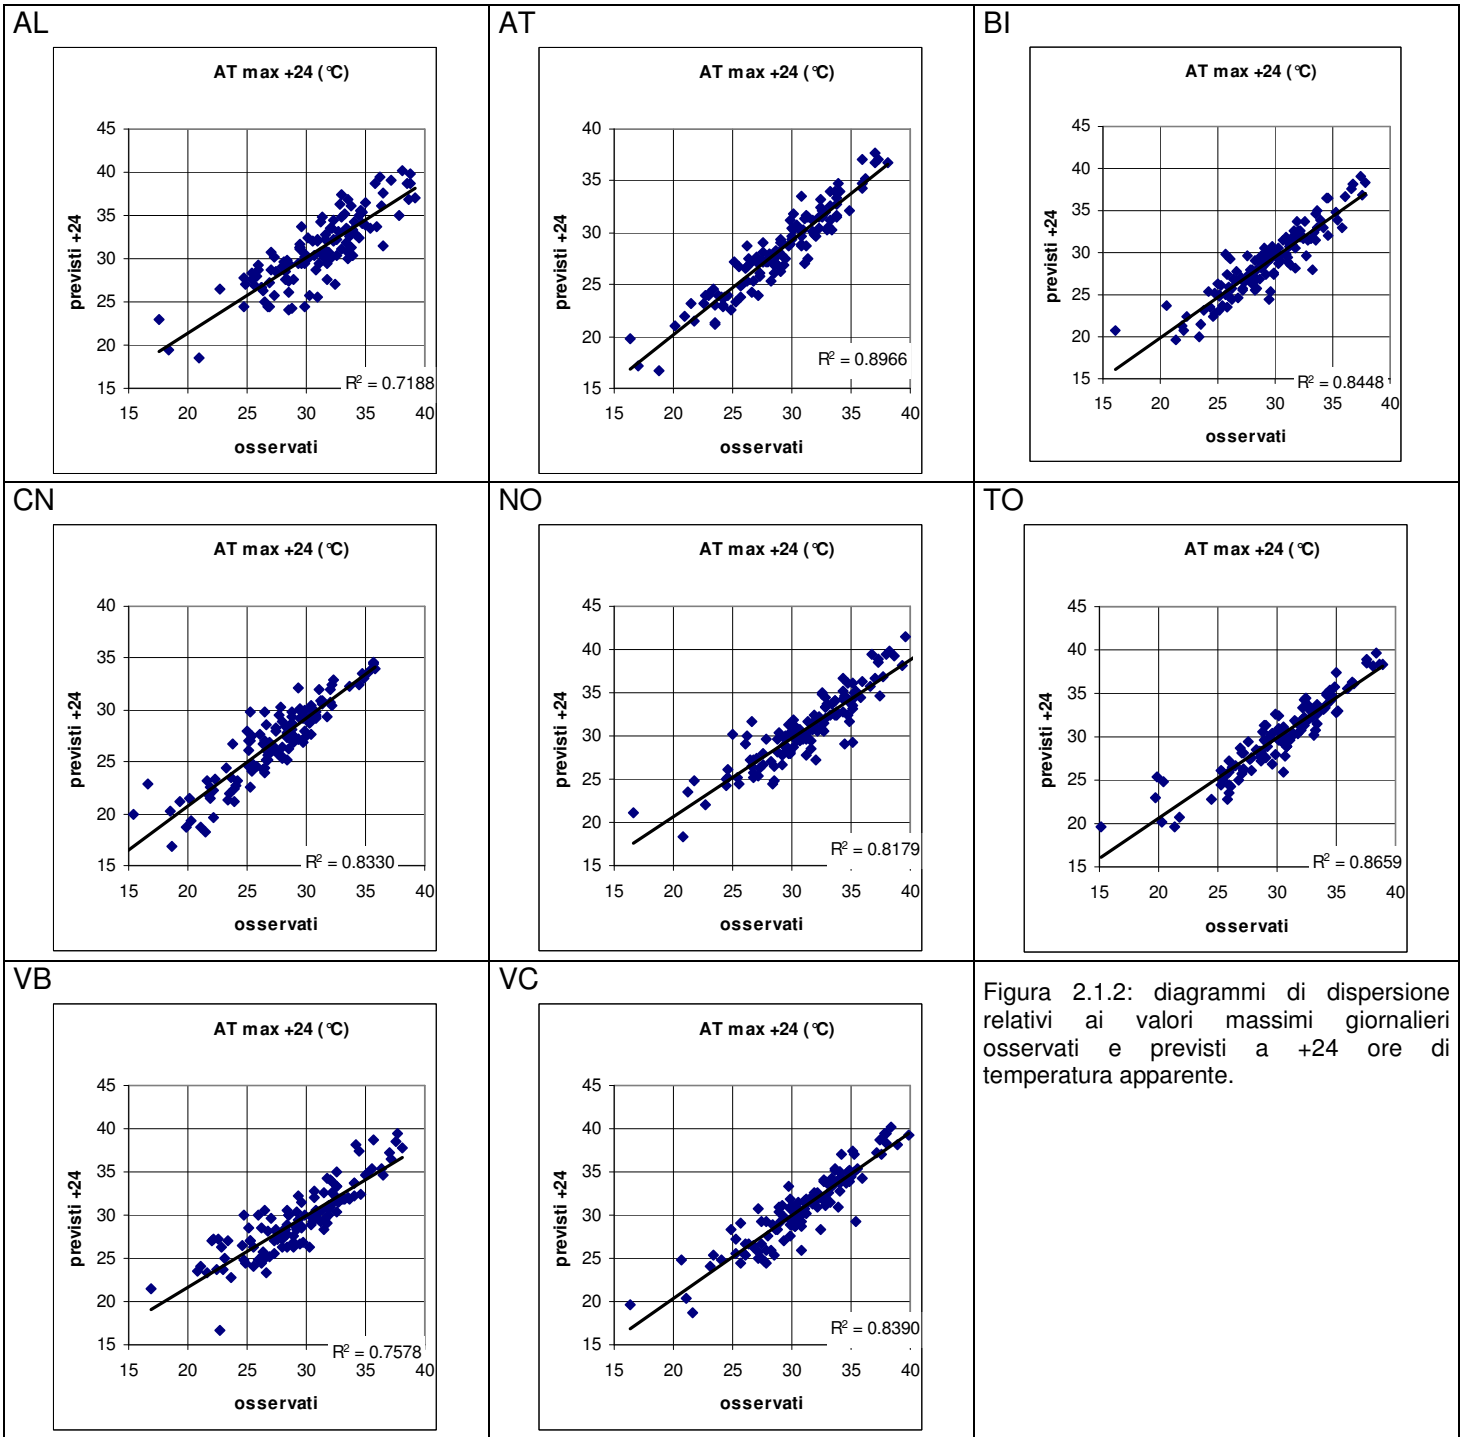 AL
AT max +24 (°C)
45
40
35
30
25
20
15
previsti +24
15 20 25 30 35 40
osservati
R² = 0.7188
AT
AT max +24 (°C)
40
35
30
25
20
15
previsti +24
15 20 25 30 35 40
osservati
R² = 0.8966
BI
AT max +24 (°C)
45
40
35
30
25
20
15
previsti +24
15 20 25 30 35 40
osservati
R² = 0.8448
CN
AT max +24 (°C)
40
35
30
25
20
15
previsti +24
15 20 25 30 35 40
osservati
R² = 0.8330
NO
AT max +24 (°C)
45
40
35
30
25
20
15
previsti +24
15 20 25 30 35 40
osservati
R² = 0.8179
TO
AT max +24 (°C)
45
40
35
30
25
20
15
previsti +24
15 20 25 30 35 40
osservati
R² = 0.8659
VB
AT max +24 (°C)
45
40
35
30
25
20
15
previsti +24
15 20 25 30 35 40
osservati
R² = 0.7578
VC
AT max +24 (°C)
45
40
35
30
25
20
15
previsti +24
15 20 25 30 35 40
osservati
R² = 0.8390
Figura 2.1.2: diagrammi di dispersione
relativi ai valori massimi giornalieri
osservati e previsti a +24 ore di
temperatura apparente.